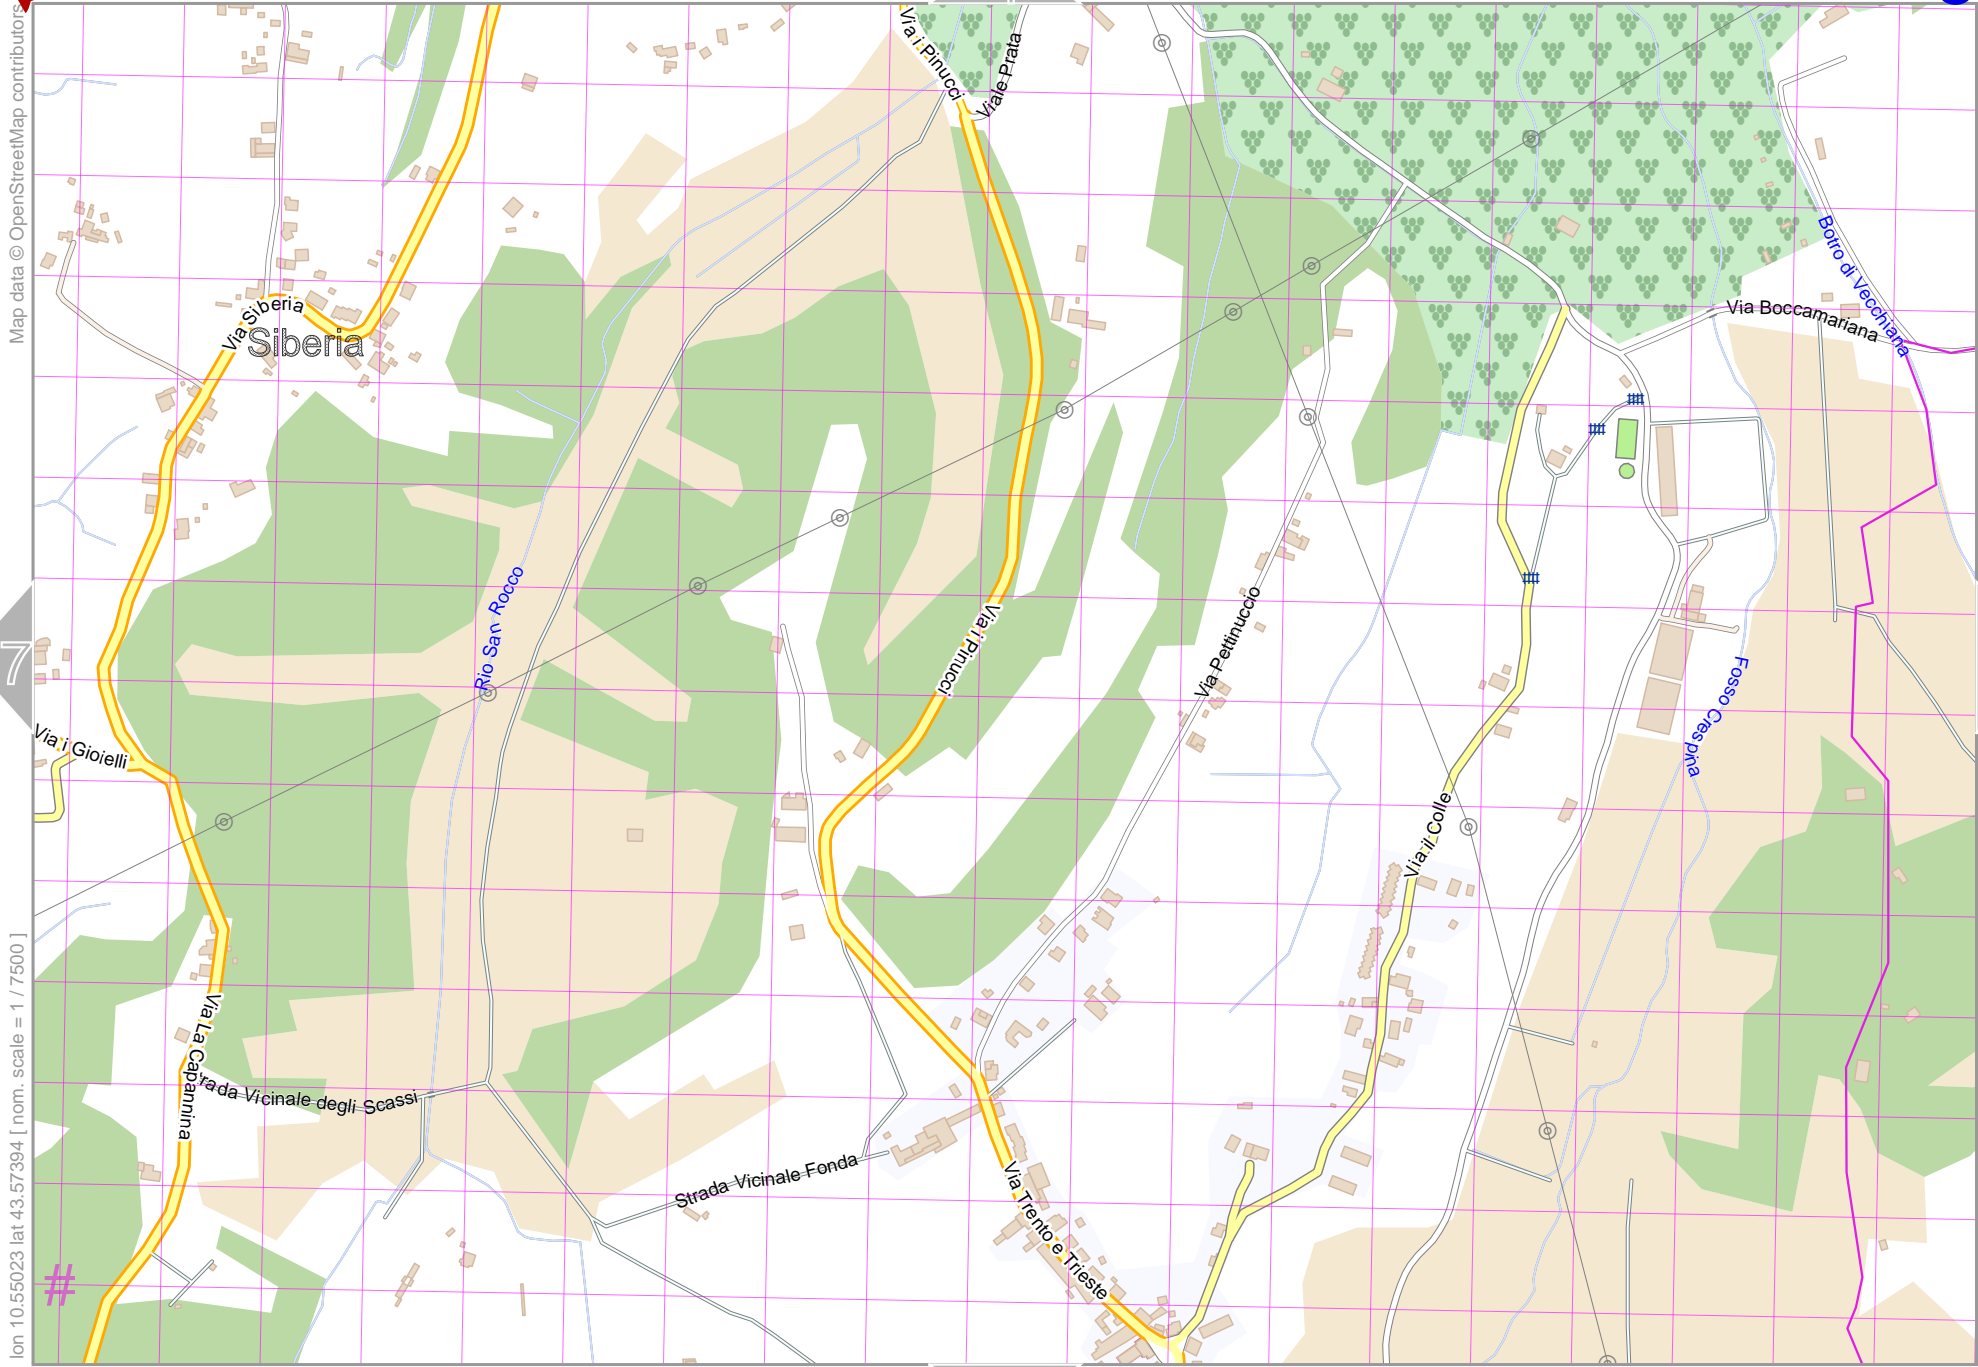 Map data © OpenStreetMap contributors
Via i Pinucci
Viale Prata
Botro di Vecchiana
Via Siberia
Siberia
Via Boccamariana
Rio San Rocco
Via i Pinucci
Via Pettinuccio
7
Fosso Crespina
Via i Gioielli
Via il Colle
lon 10.55023 lat 43.57394 [ nom. scale = 1 / 7500 ]
Via La Capannina
trada Vicinale degli Scassi
Strada Vicinale Fonda
Via Trento e Trieste
#